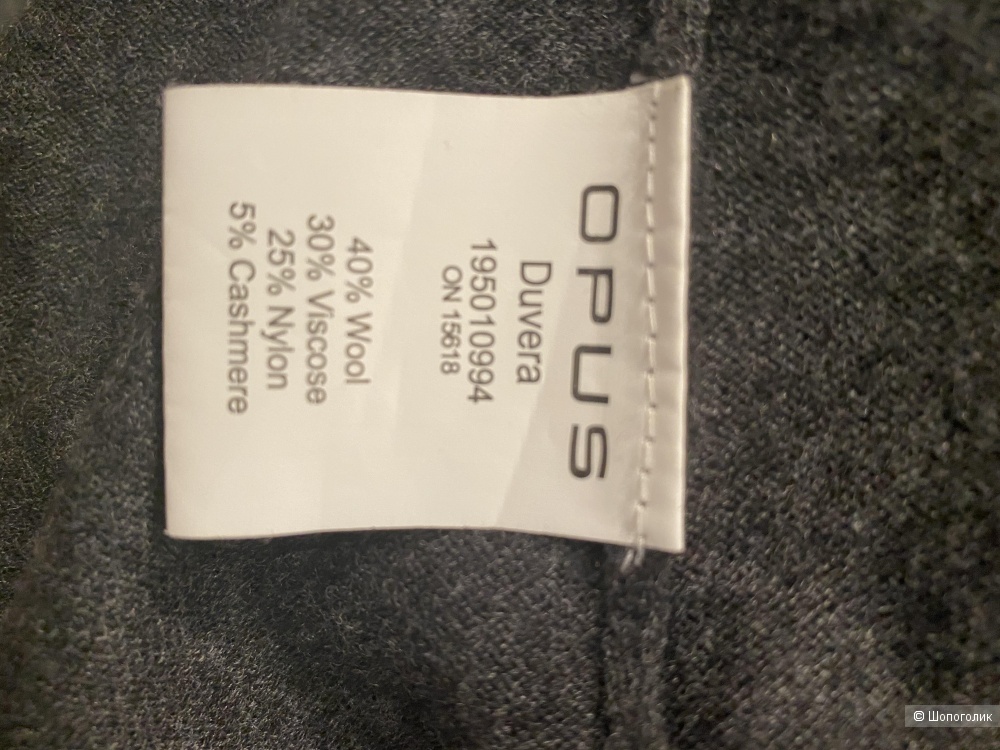 OPUS
Duvera
195010994
ON 15618
40% Wool
30% Viscose
25% Nylon
5% Cashmere
© Шопоголик